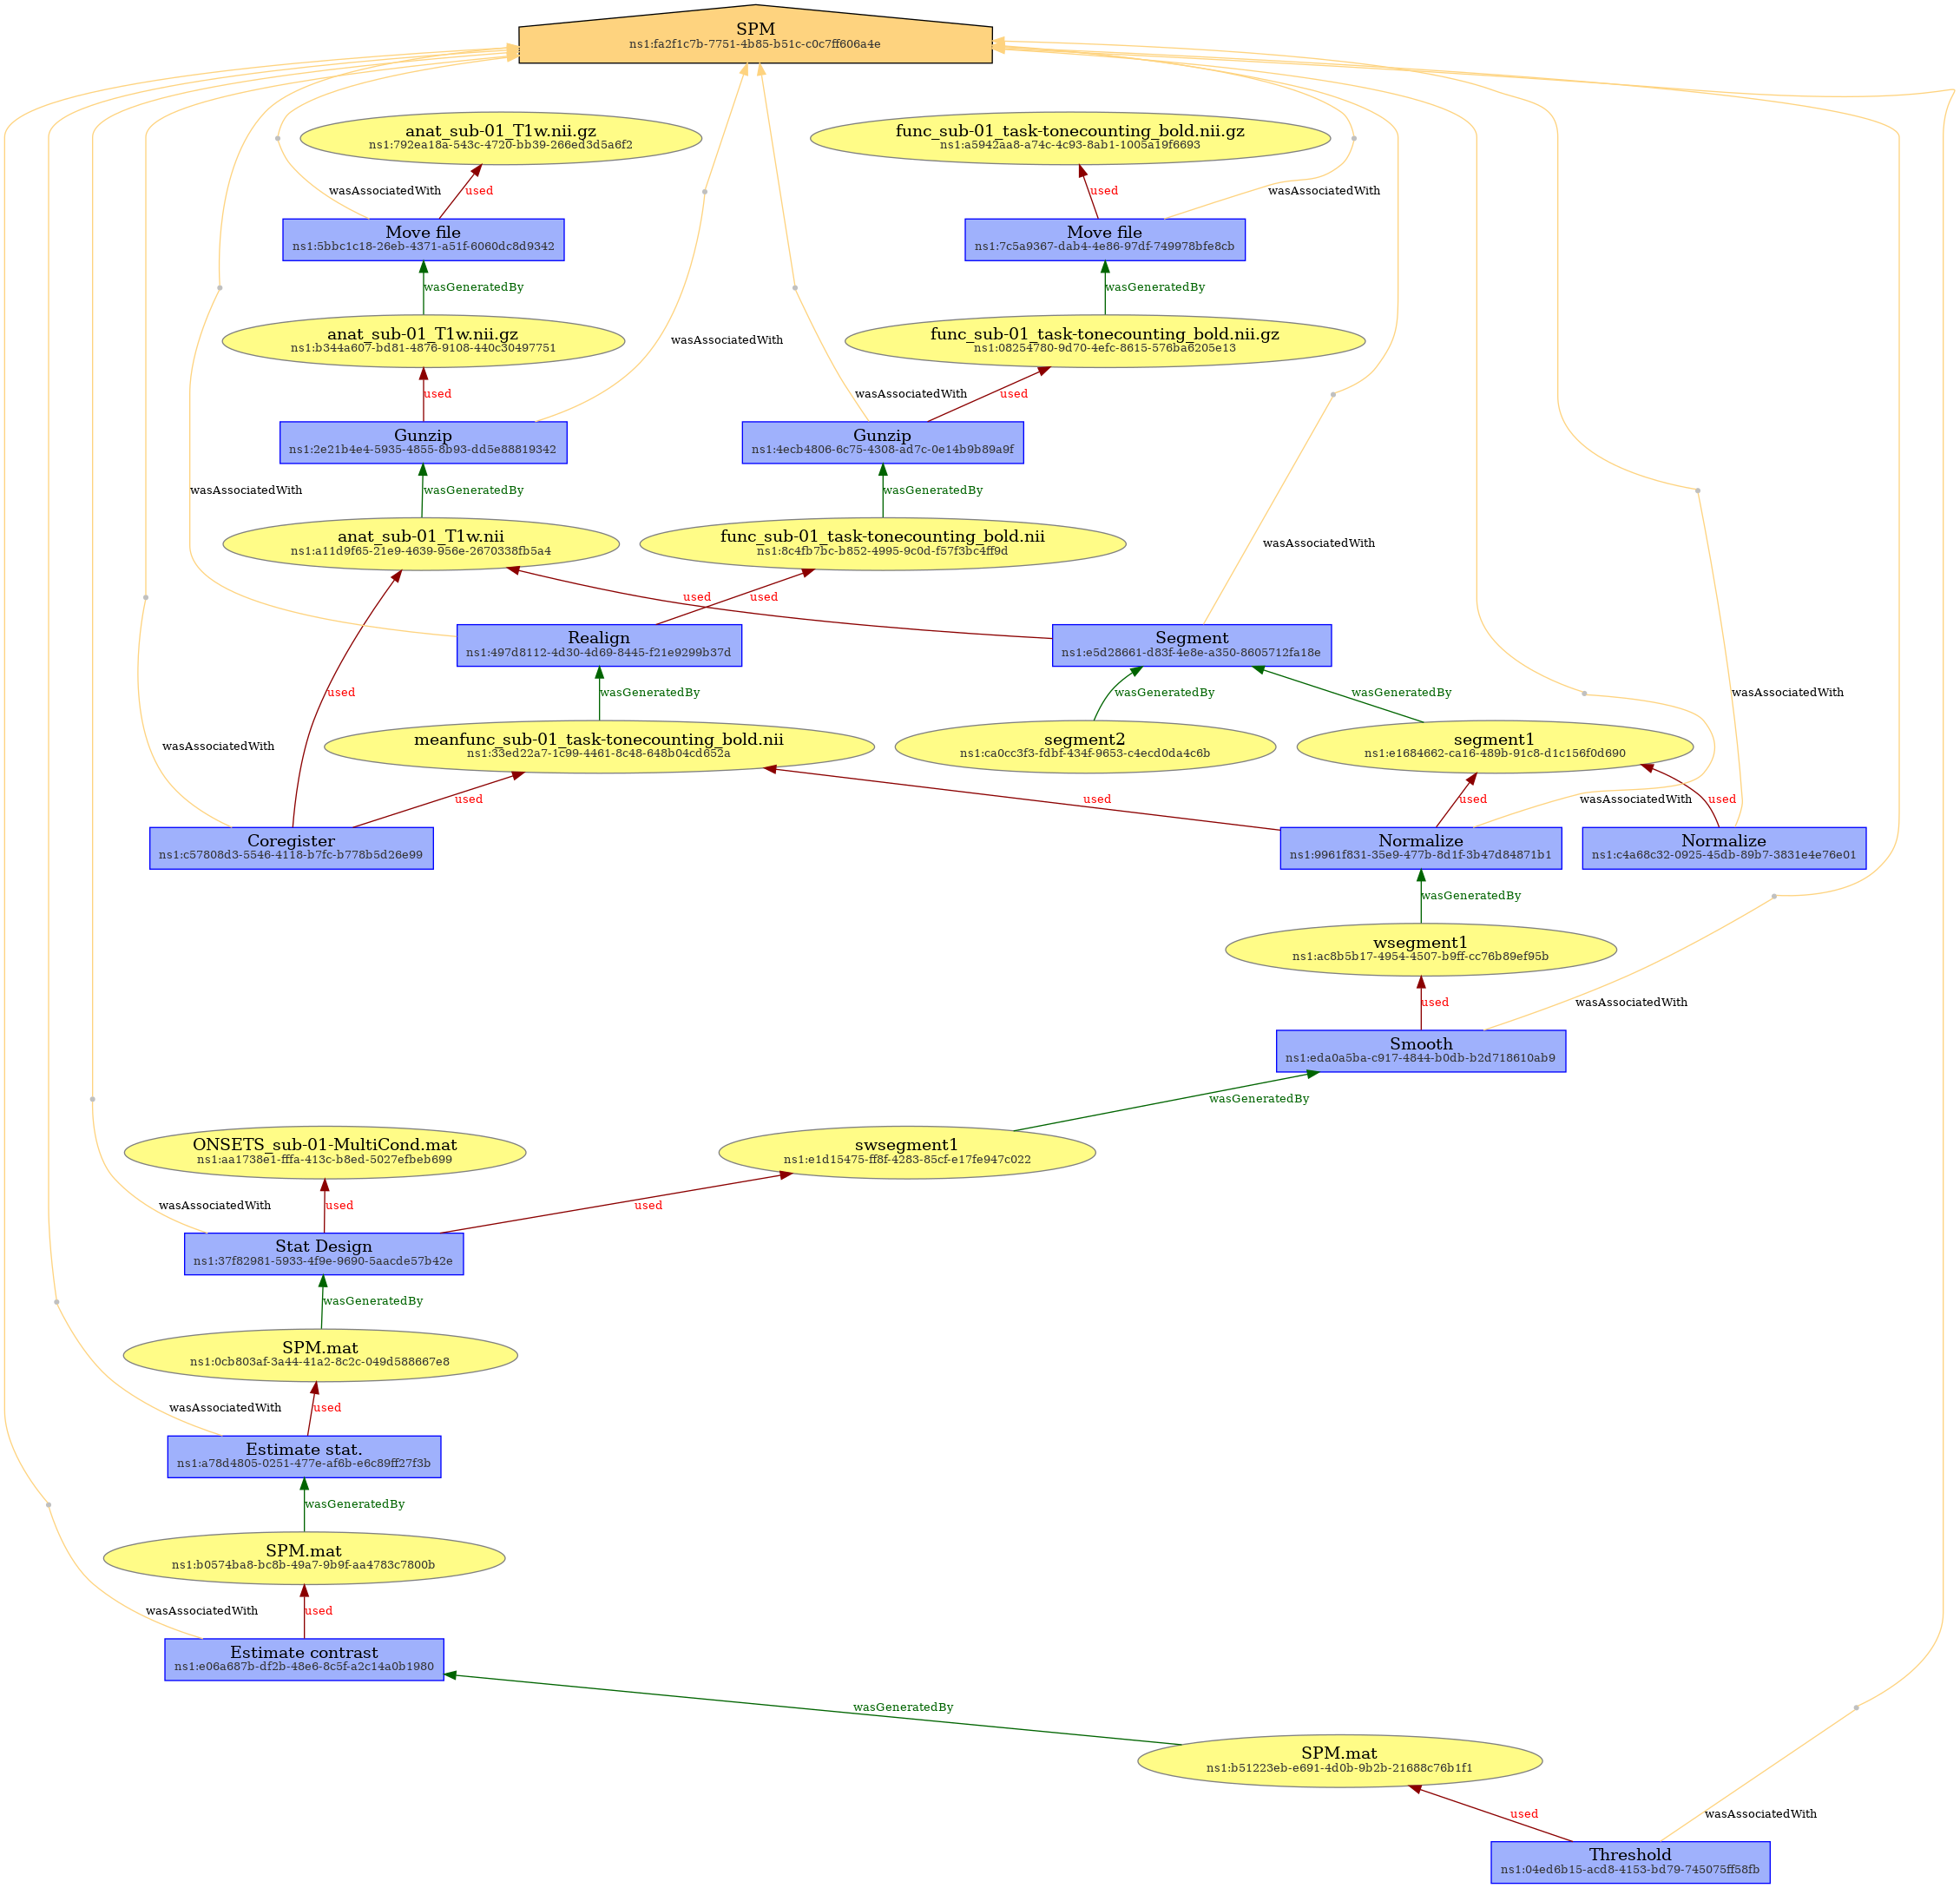 SPM
ns1:fa2f1c7b-7751-4b85-b51c-c0c7ff606a4e
anat_sub-01_T1w.nii.gz
ns1:792ea18a-543c-4720-bb39-266ed3d5a6f2
func_sub-01_task-tonecounting_bold.nii.gz
ns1:a5942aa8-a74c-4c93-8ab1-1005a19f6693
wasAssociatedWith
used
used
wasAssociatedWith
Move file
ns1:5bbc1c18-26eb-4371-a51f-6060dc8d9342
Move file
ns1:7c5a9367-dab4-4e86-97df-749978bfe8cb
wasGeneratedBy
wasGeneratedBy
anat_sub-01_T1w.nii.gz
ns1:b344a607-bd81-4876-9108-440c30497751
wasAssociatedWith
func_sub-01_task-tonecounting_bold.nii.gz
ns1:08254780-9d70-4efc-8615-576ba6205e13
used
wasAssociatedWith
used
Gunzip
ns1:2e21b4e4-5935-4855-8b93-dd5e88819342
Gunzip
ns1:4ecb4806-6c75-4308-ad7c-0e14b9b89a9f
wasAssociatedWith
wasGeneratedBy
wasGeneratedBy
anat_sub-01_T1w.nii
ns1:a11d9f65-21e9-4639-956e-2670338fb5a4
func_sub-01_task-tonecounting_bold.nii
ns1:8c4fb7bc-b852-4995-9c0d-f57f3bc4ff9d
wasAssociatedWith
used
used
Realign
ns1:497d8112-4d30-4d69-8445-f21e9299b37d
Segment
ns1:e5d28661-d83f-4e8e-a350-8605712fa18e
used
wasGeneratedBy
wasGeneratedBy
wasGeneratedBy
wasAssociatedWith
wasAssociatedWith
meanfunc_sub-01_task-tonecounting_bold.nii
ns1:33ed22a7-1c99-4461-8c48-648b04cd652a
segment2
ns1:ca0cc3f3-fdbf-434f-9653-c4ecd0da4c6b
segment1
ns1:e1684662-ca16-489b-91c8-d1c156f0d690
used
used
used
wasAssociatedWith
used
Coregister
ns1:c57808d3-5546-4118-b7fc-b778b5d26e99
Normalize
ns1:9961f831-35e9-477b-8d1f-3b47d84871b1
Normalize
ns1:c4a68c32-0925-45db-89b7-3831e4e76e01
wasGeneratedBy
wsegment1
ns1:ac8b5b17-4954-4507-b9ff-cc76b89ef95b
used
wasAssociatedWith
Smooth
ns1:eda0a5ba-c917-4844-b0db-b2d718610ab9
wasGeneratedBy
ONSETS_sub-01-MultiCond.mat
ns1:aa1738e1-fffa-413c-b8ed-5027efbeb699
swsegment1
ns1:e1d15475-ff8f-4283-85cf-e17fe947c022
wasAssociatedWith
used
used
Stat Design
ns1:37f82981-5933-4f9e-9690-5aacde57b42e
wasGeneratedBy
SPM.mat
ns1:0cb803af-3a44-41a2-8c2c-049d588667e8
wasAssociatedWith
used
Estimate stat.
ns1:a78d4805-0251-477e-af6b-e6c89ff27f3b
wasGeneratedBy
SPM.mat
ns1:b0574ba8-bc8b-49a7-9b9f-aa4783c7800b
wasAssociatedWith
used
Estimate contrast
ns1:e06a687b-df2b-48e6-8c5f-a2c14a0b1980
wasGeneratedBy
SPM.mat
ns1:b51223eb-e691-4d0b-9b2b-21688c76b1f1
used
wasAssociatedWith
Threshold
ns1:04ed6b15-acd8-4153-bd79-745075ff58fb